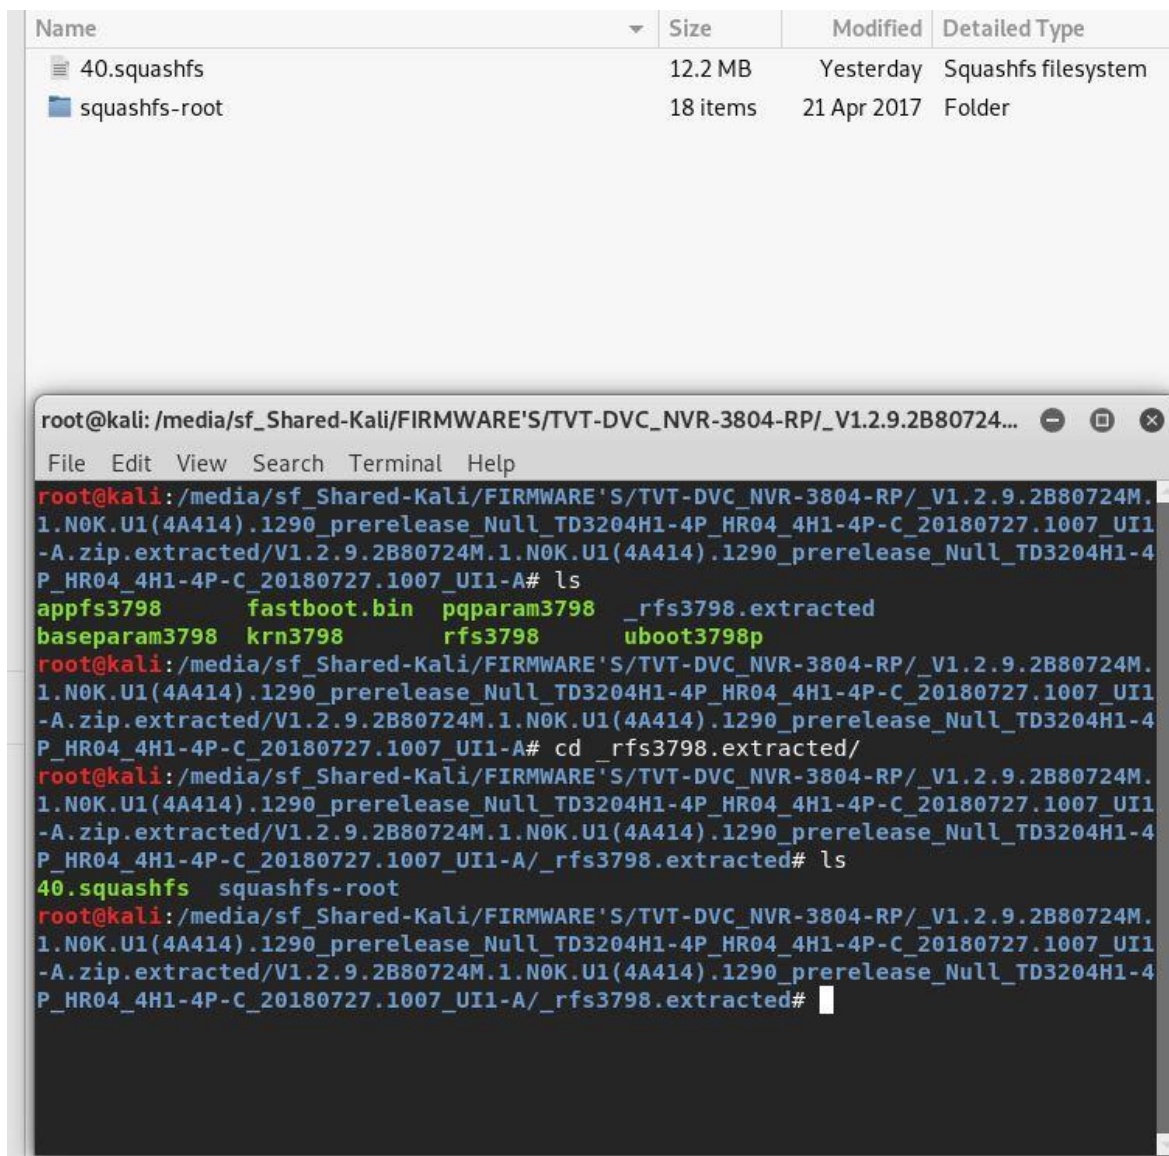 Name Size Modified Detailed Type
40.squashfs 12.2 MB Yesterday Squashfs filesystem
squashfs-root 18 items 21 Apr 2017 Folder
root@kali: /media/sf_Shared-Kali/FIRMWARE'S/TVT-DVC_NVR-3804-RP/_V1.2.9.2B80724...
File Edit View Search Terminal Help
root@kali:/media/sf_Shared-Kali/FIRMWARE'S/TVT-DVC_NVR-3804-RP/_V1.2.9.2B80724M.
1.N0K.U1(4A414).1290_prerelease_Null_TD3204H1-4P_HR04_4H1-4P-C_20180727.1007_UI1
-A.zip.extracted/V1.2.9.2B80724M.1.N0K.U1(4A414).1290_prerelease_Null_TD3204H1-4
P_HR04_4H1-4P-C_20180727.1007_UI1-A# ls
appfs3798 fastboot.bin pqparam3798 _rfs3798.extracted
baseparam3798 krn3798 rfs3798 uboot3798p
root@kali:/media/sf_Shared-Kali/FIRMWARE'S/TVT-DVC_NVR-3804-RP/_V1.2.9.2B80724M.
1.N0K.U1(4A414).1290_prerelease_Null_TD3204H1-4P_HR04_4H1-4P-C_20180727.1007_UI1
-A.zip.extracted/V1.2.9.2B80724M.1.N0K.U1(4A414).1290_prerelease_Null_TD3204H1-4
P_HR04_4H1-4P-C_20180727.1007_UI1-A# cd _rfs3798.extracted/
root@kali:/media/sf_Shared-Kali/FIRMWARE'S/TVT-DVC_NVR-3804-RP/_V1.2.9.2B80724M.
1.N0K.U1(4A414).1290_prerelease_Null_TD3204H1-4P_HR04_4H1-4P-C_20180727.1007_UI1
-A.zip.extracted/V1.2.9.2B80724M.1.N0K.U1(4A414).1290_prerelease_Null_TD3204H1-4
P_HR04_4H1-4P-C_20180727.1007_UI1-A/_rfs3798.extracted# ls
40.squashfs squashfs-root
root@kali:/media/sf_Shared-Kali/FIRMWARE'S/TVT-DVC_NVR-3804-RP/_V1.2.9.2B80724M.
1.N0K.U1(4A414).1290_prerelease_Null_TD3204H1-4P_HR04_4H1-4P-C_20180727.1007_UI1
-A.zip.extracted/V1.2.9.2B80724M.1.N0K.U1(4A414).1290_prerelease_Null_TD3204H1-4
P_HR04_4H1-4P-C_20180727.1007_UI1-A/_rfs3798.extracted#